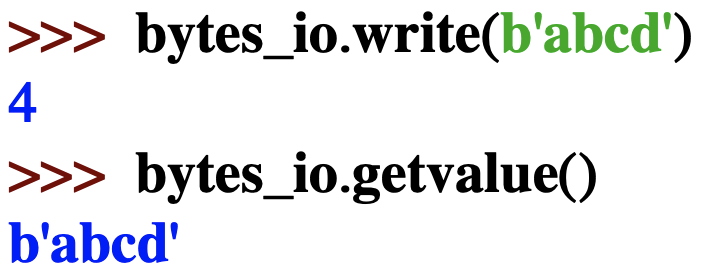 >>> bytes_io.write(b'abcd')
4
>>> bytes_io.getvalue()
b'abcd'